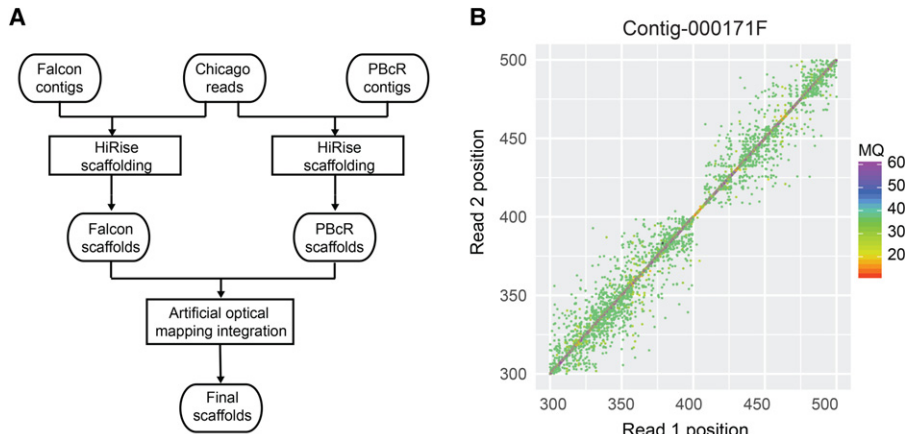 A
Falcon
contigs
Chicago
reads
PBcR
contigs
HiRise
scaffolding
HiRise
scaffolding
Falcon
scaffolds
PBcR
scaffolds
Artificial optical
mapping integration
Final
scaffolds
B
Contig-000171F
500
450
400
350
300
Read 2 position
300
350
400
450
500
Read 1 position
MQ
60
50
40
30
20